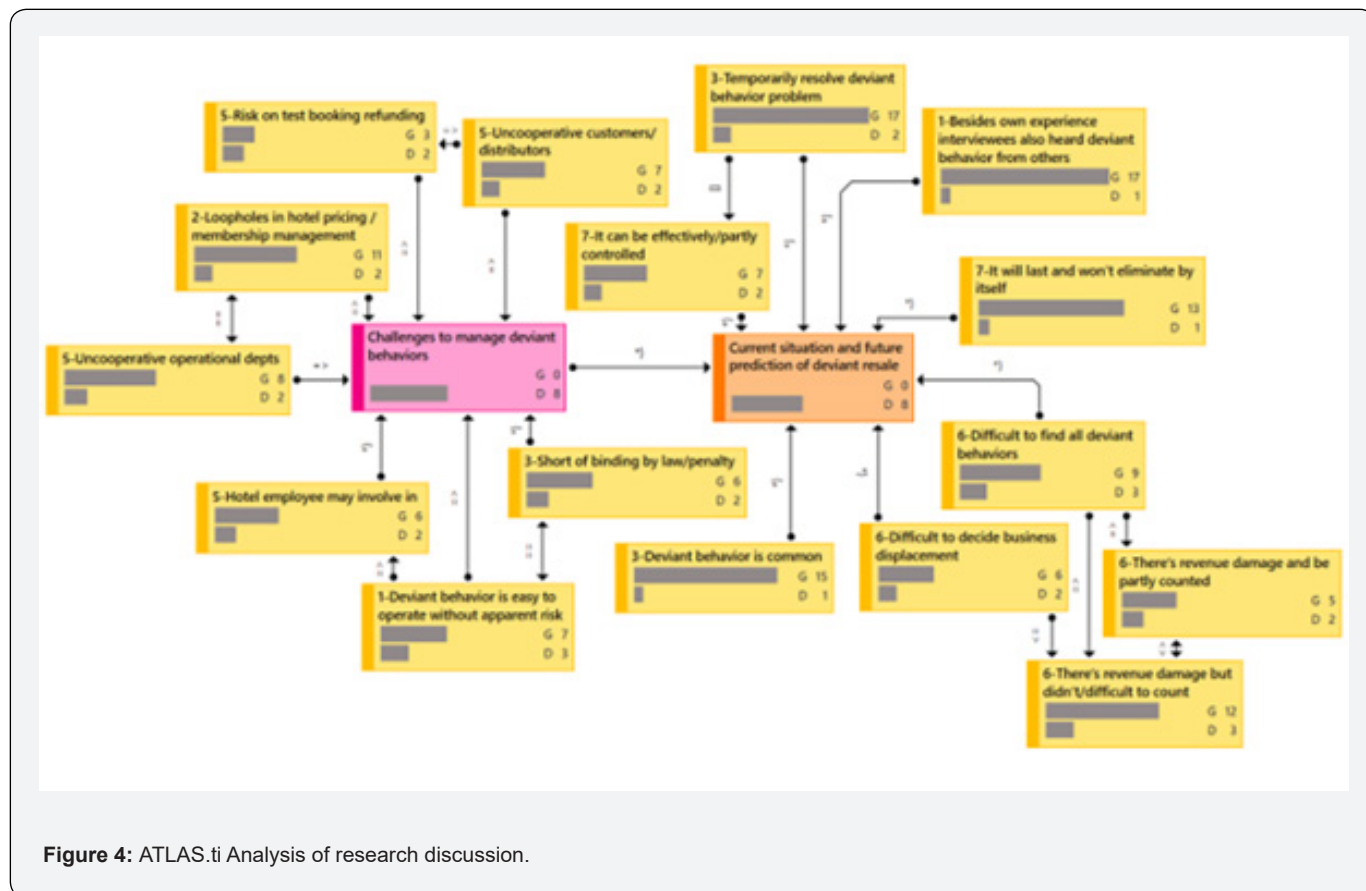 3-Temporarily resolve deviant
behavior problem
G 17
D 2
5-Risk on test booking refunding
G 3
D 2
1-Besides own experience
interviewees also heard deviant
behavior from others
G 17
D 1
5-Uncooperative customers/
distributors
G 7
D 2
2-Loopholes in hotel pricing /
membership management
G 11
D 2
7-It can be effectively/partly
controlled
G 7
D 2
7-It will last and won't eliminate by
itself
G 13
D 1
Challenges to manage deviant
behaviors
G 0
D 8
Current situation and future
prediction of deviant resale
G 0
D 8
5-Uncooperative operational depts
G 8
D 2
6-Difficult to find all deviant
behaviors
G 9
D 3
3-Short of binding by law/penalty
G 6
D 2
5-Hotel employee may involve in
G 6
D 2
6-Difficult to decide business
displacement
G 6
D 2
3-Deviant behavior is common
G 15
D 1
6-There's revenue damage and be
partly counted
G 5
D 2
1-Deviant behavior is easy to
operate without apparent risk
G 7
D 3
6-There's revenue damage but
didn't/difficult to count
G 12
D 3
Figure 4: ATLAS.ti Analysis of research discussion.